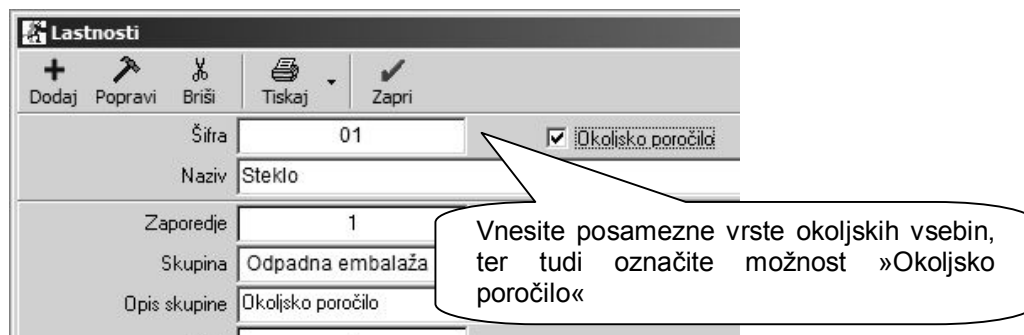 Lastnosti
Dodaj Popravi Briši Tiskaj Zapri
Šifra 01 Okoljsko poročilo
Naziv Steklo
Zaporedje 1
Skupina Odpadna embalaža
Opis skupine Okoljsko poročilo
Vnesite posamezne vrste okoljskih vsebin,
ter tudi označite možnost »Okoljsko
poročilo«